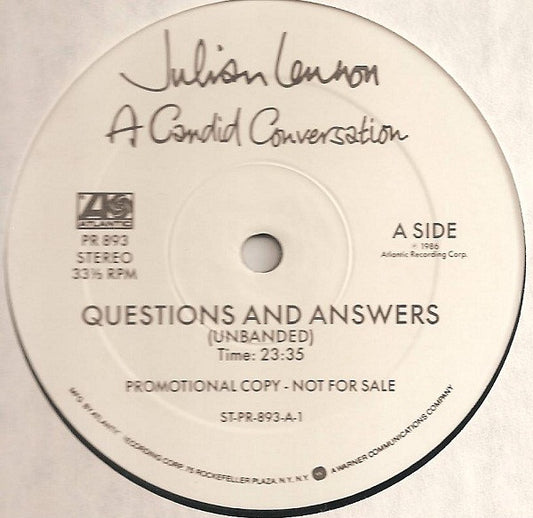 Julian Lennon
A Candid Conversation
ATLANTIC
PR 893
STEREO
33⅓ RPM
A SIDE
℗ 1986
Atlantic Recording Corp.
QUESTIONS AND ANSWERS
(UNBANDED)
Time: 23:35
PROMOTIONAL COPY - NOT FOR SALE
ST-PR-893-A-1
MFG. BY ATLANTIC RECORDING CORP. 75 ROCKEFELLER PLAZA, N.Y., N.Y. A WARNER COMMUNICATIONS COMPANY